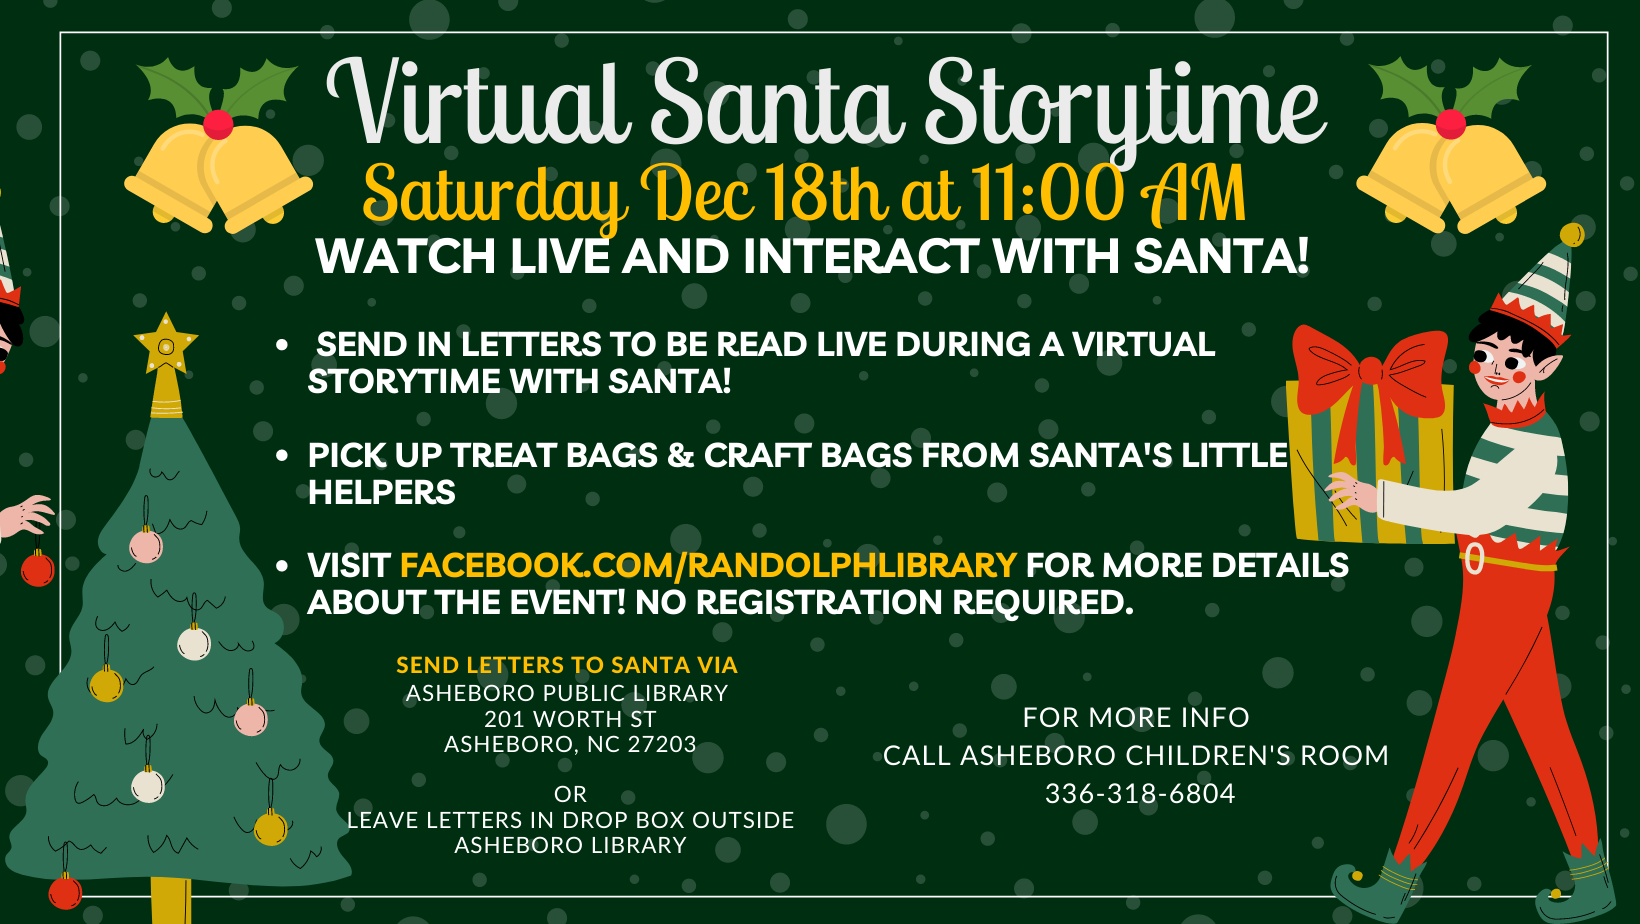 Virtual Santa Storytime
Saturday Dec 18th at 11:00 AM
WATCH LIVE AND INTERACT WITH SANTA!
• SEND IN LETTERS TO BE READ LIVE DURING A VIRTUAL
STORYTIME WITH SANTA!
• PICK UP TREAT BAGS & CRAFT BAGS FROM SANTA'S LITTLE
HELPERS
• VISIT FACEBOOK.COM/RANDOLPHLIBRARY FOR MORE DETAILS
ABOUT THE EVENT! NO REGISTRATION REQUIRED.
SEND LETTERS TO SANTA VIA
ASHEBORO PUBLIC LIBRARY
201 WORTH ST
ASHEBORO, NC 27203
OR
LEAVE LETTERS IN DROP BOX OUTSIDE
ASHEBORO LIBRARY
FOR MORE INFO
CALL ASHEBORO CHILDREN'S ROOM
336-318-6804